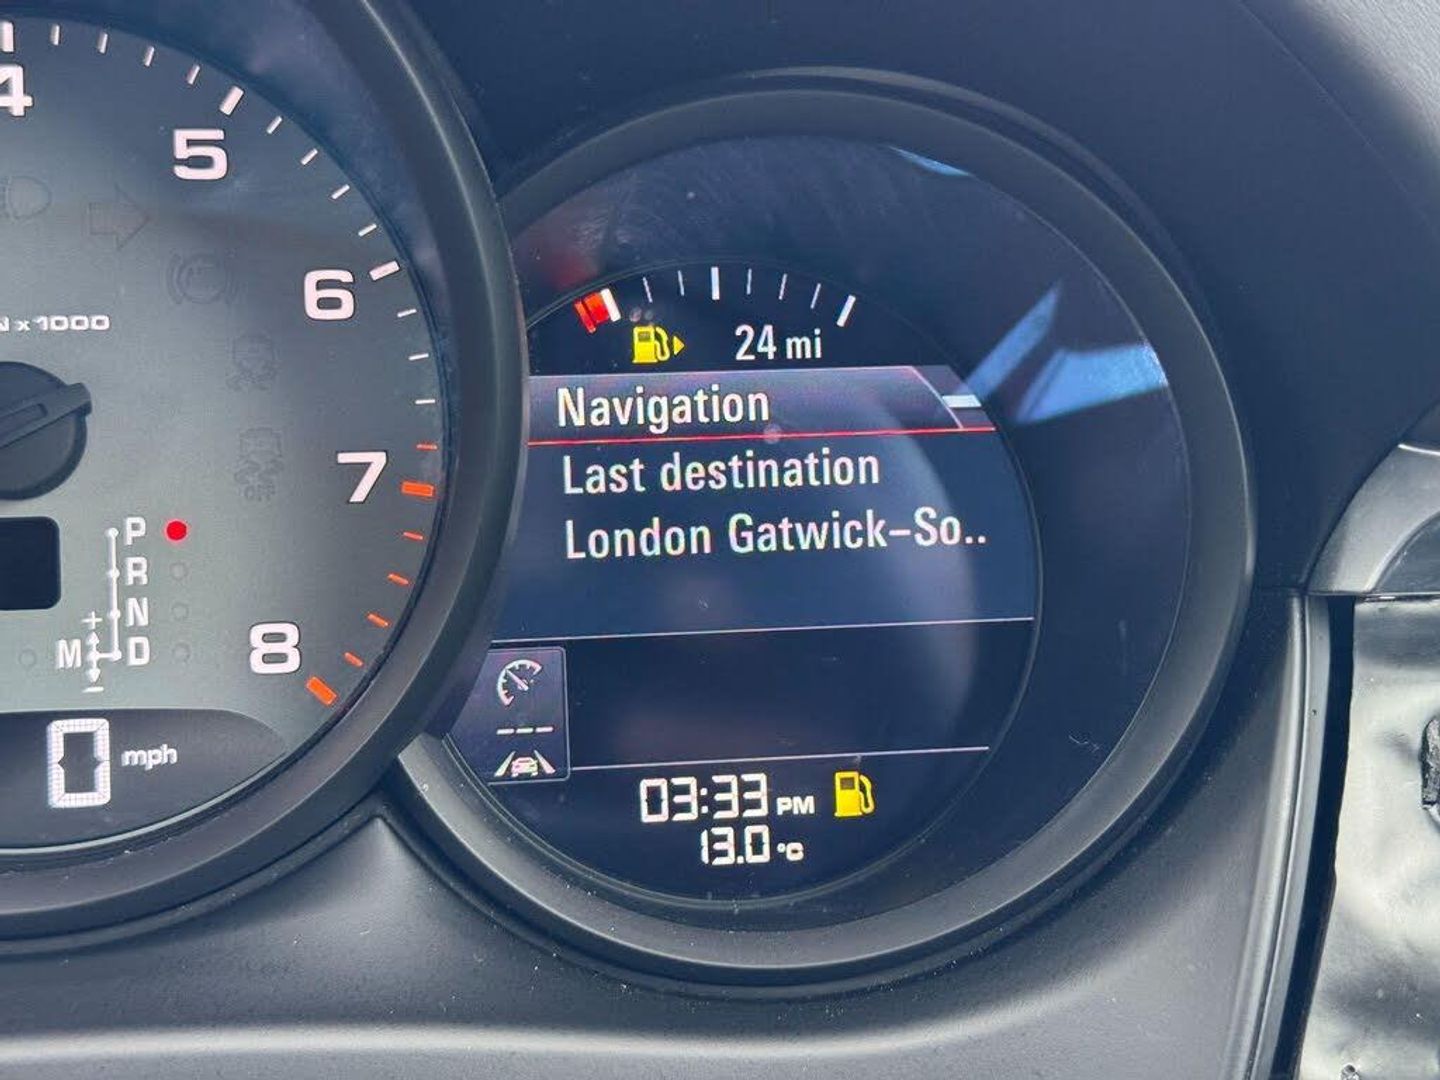 4
5
6
x1000
7
8
P
R
N
D
M
+
-
0 mph
24 mi
Navigation
Last destination
London Gatwick-So..
---
03:33 PM
13.0 °C